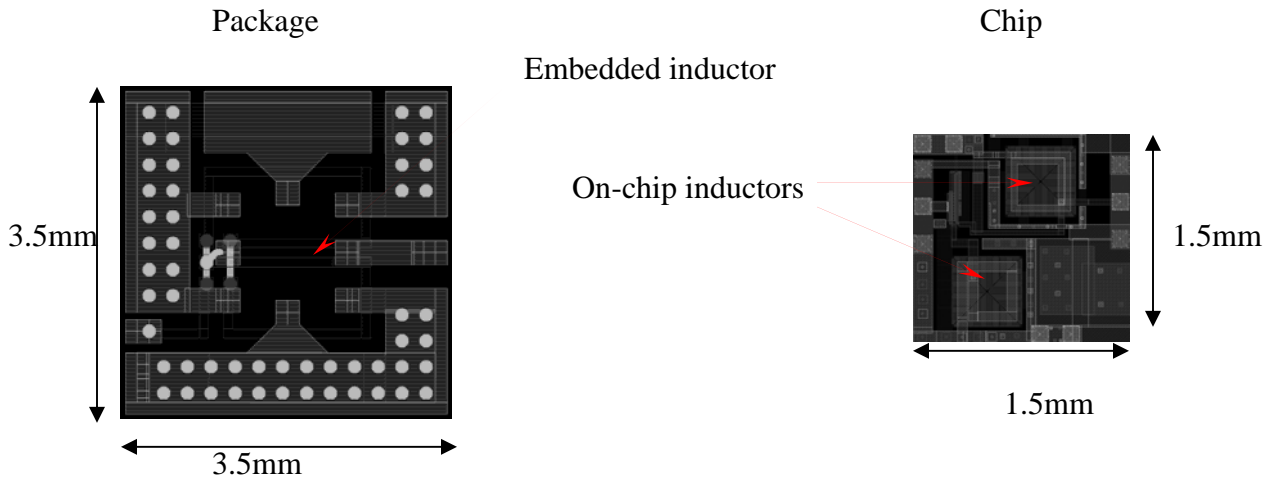 Package
Chip
Embedded inductor
On-chip inductors
3.5mm
1.5mm
1.5mm
3.5mm